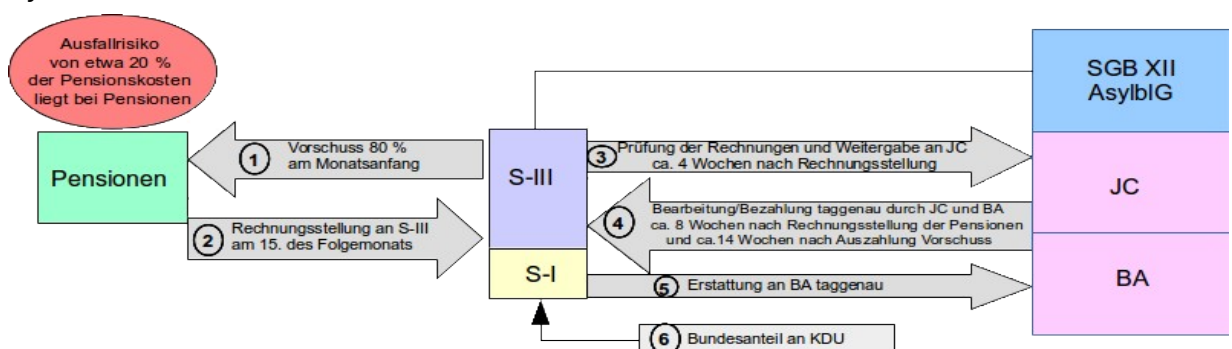 Ausfallrisiko
von etwa 20 %
der Pensionskosten
liegt bei Pensionen
SGB XII
AsylblG
Pensionen
1
Vorschuss 80 %
am Monatsanfang
S-III
3
Prüfung der Rechnungen und Weitergabe an JC
ca. 4 Wochen nach Rechnungsstellung
JC
2
Rechnungsstellung an S-III
am 15. des Folgemonats
4
Bearbeitung/Bezahlung taggenau durch JC und BA
ca. 8 Wochen nach Rechnungsstellung der Pensionen
und ca.14 Wochen nach Auszahlung Vorschuss
S-I
5
Erstattung an BA taggenau
BA
6
Bundesanteil an KDU